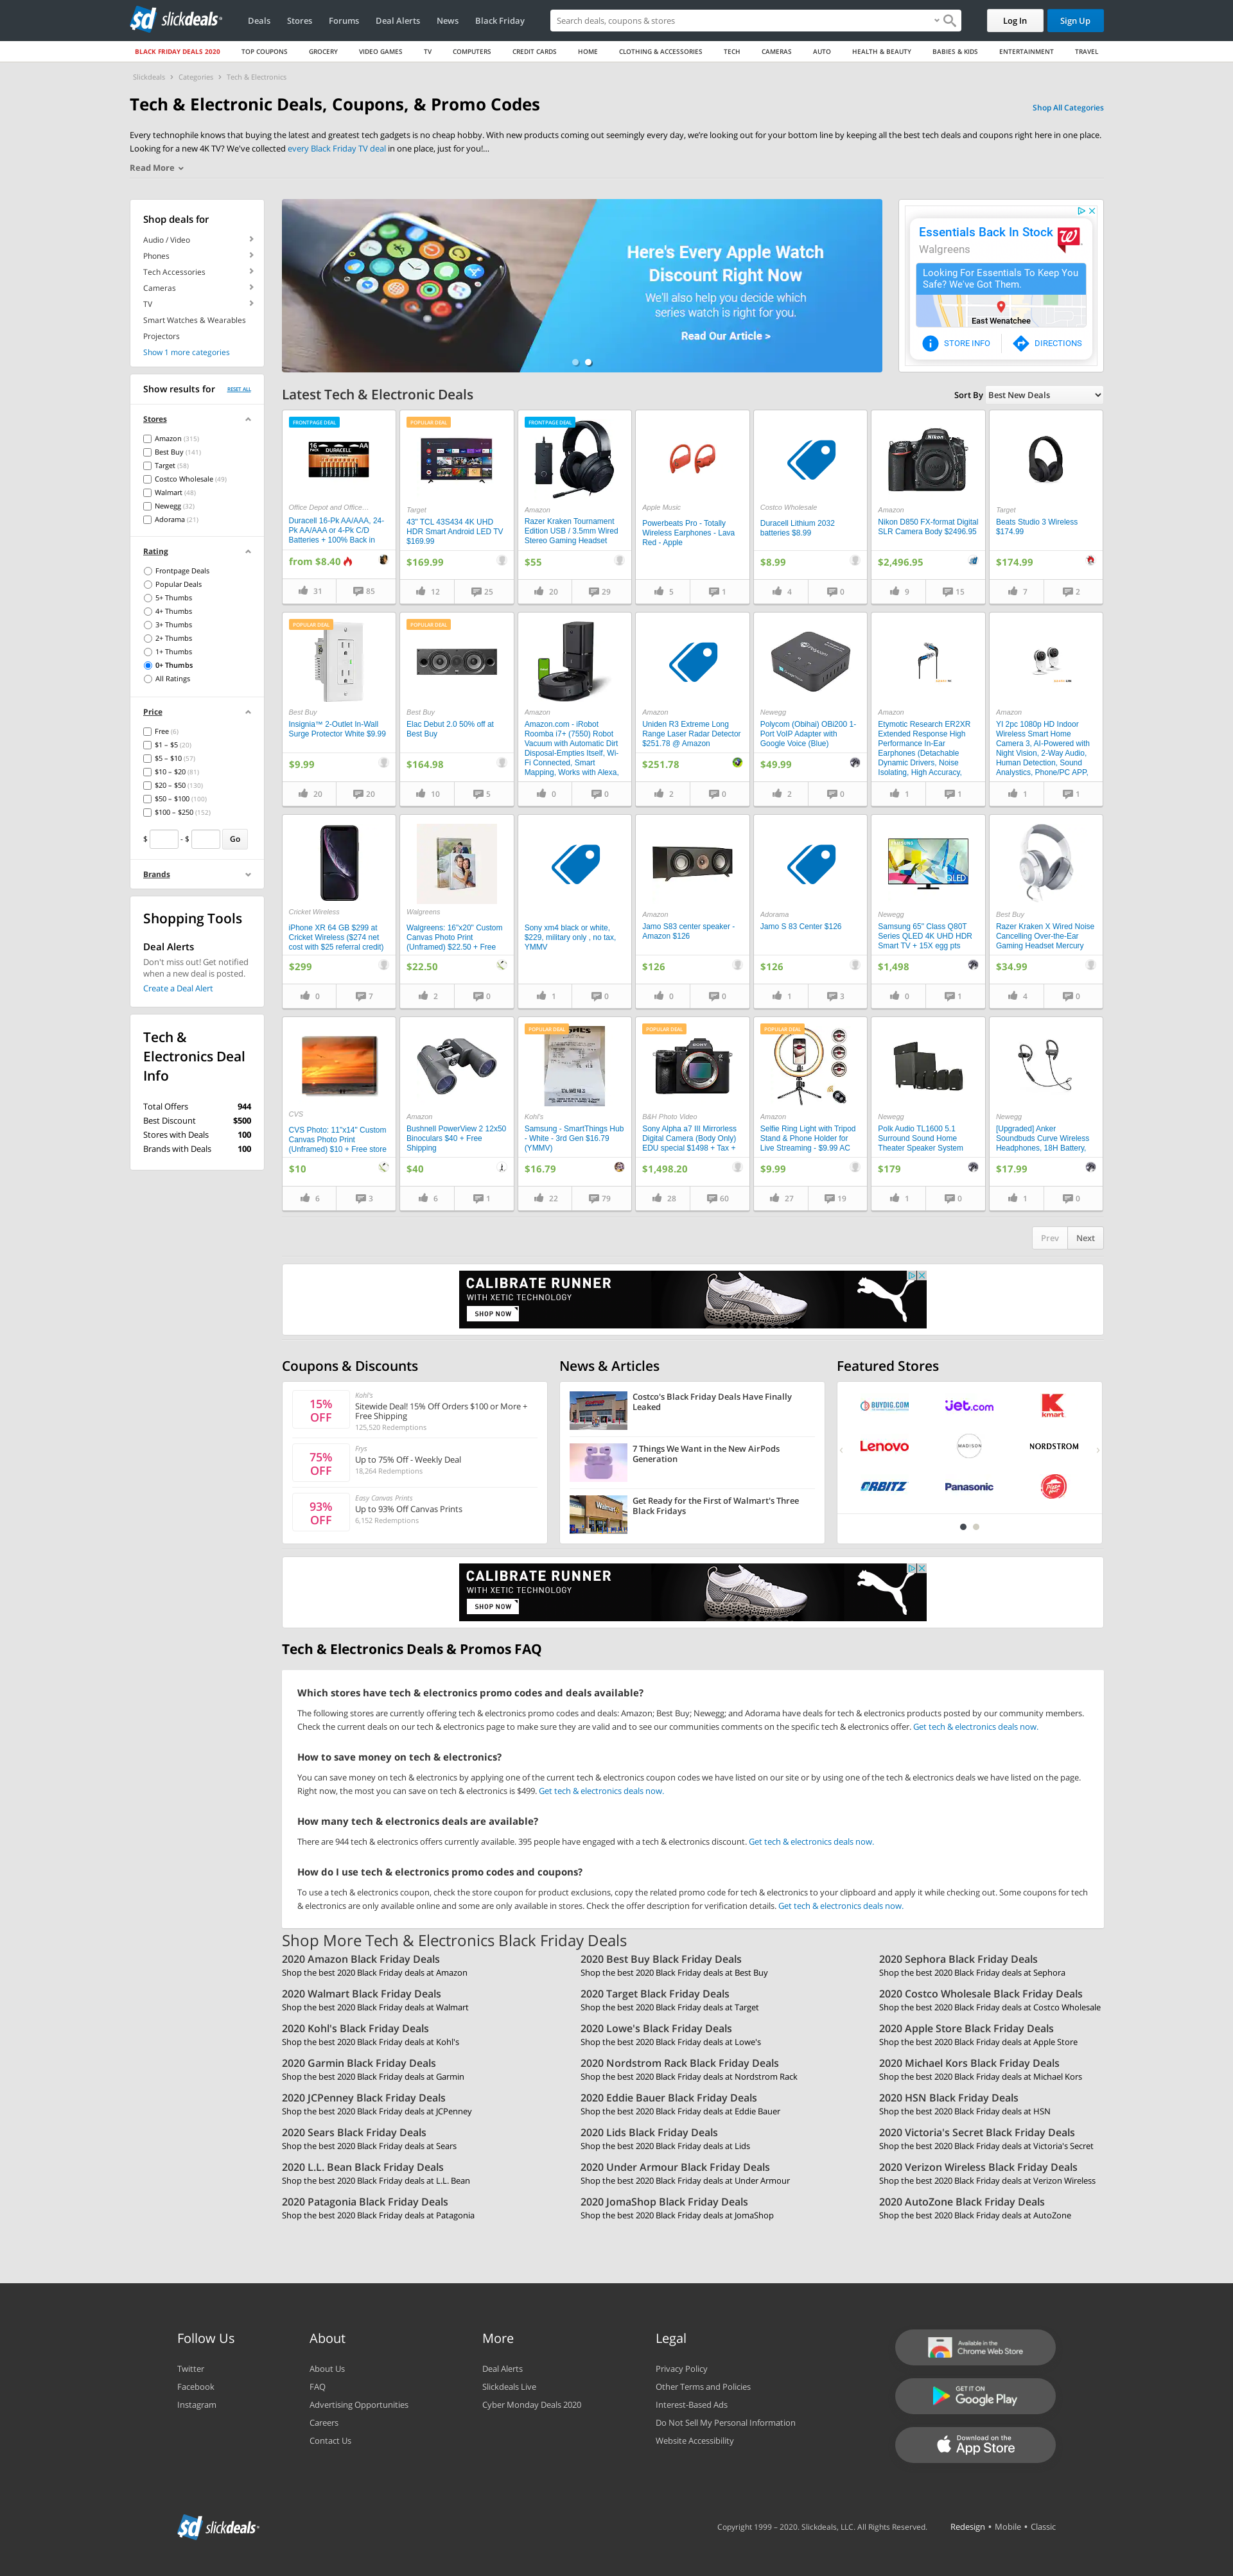 slickdeals
Deals
Stores
Forums
Deal Alerts
News
Black Friday
Search deals, coupons & stores
Log In
Sign Up
BLACK FRIDAY DEALS 2020
TOP COUPONS
GROCERY
VIDEO GAMES
TV
COMPUTERS
CREDIT CARDS
HOME
CLOTHING & ACCESSORIES
TECH
CAMERAS
AUTO
HEALTH & BEAUTY
BABIES & KIDS
ENTERTAINMENT
TRAVEL
Slickdeals › Categories › Tech & Electronics
Tech & Electronic Deals, Coupons, & Promo Codes
Shop All Categories
Every technophile knows that buying the latest and greatest tech gadgets is no cheap hobby. With new products coming out seemingly every day, we're looking out for your bottom line by keeping all the best tech deals and coupons right here in one place.
Looking for a new 4K TV? We've collected every Black Friday TV deal in one place, just for you!...
Read More
Shop deals for
Audio / Video
Phones
Tech Accessories
Cameras
TV
Smart Watches & Wearables
Projectors
Show 1 more categories
Show results for
RESET ALL
Stores
Amazon (315)
Best Buy (141)
Target (58)
Costco Wholesale (49)
Walmart (48)
Newegg (32)
Adorama (21)
Rating
Frontpage Deals
Popular Deals
5+ Thumbs
4+ Thumbs
3+ Thumbs
2+ Thumbs
1+ Thumbs
0+ Thumbs
All Ratings
Price
Free (6)
$1 – $5 (20)
$5 – $10 (57)
$10 – $20 (81)
$20 – $50 (130)
$50 – $100 (100)
$100 – $250 (152)
$ - $ Go
Brands
Shopping Tools
Deal Alerts
Don't miss out! Get notified
when a new deal is posted.
Create a Deal Alert
Tech &
Electronics Deal
Info
Total Offers 944
Best Discount $500
Stores with Deals 100
Brands with Deals 100
Here's Every Apple Watch
Discount Right Now
We'll also help you decide which
series watch is right for you.
Read Our Article >
Essentials Back In Stock
Walgreens
Looking For Essentials To Keep You
Safe? We've Got Them.
East Wenatchee
STORE INFO
DIRECTIONS
Latest Tech & Electronic Deals
Sort By Best New Deals
FRONTPAGE DEAL
Office Depot and Office...
Duracell 16-Pk AA/AAA, 24-
Pk AA/AAA or 4-Pk C/D
Batteries + 100% Back in
from $8.40
31 85
POPULAR DEAL
Target
43" TCL 43S434 4K UHD
HDR Smart Android LED TV
$169.99
$169.99
12 25
FRONTPAGE DEAL
Amazon
Razer Kraken Tournament
Edition USB / 3.5mm Wired
Stereo Gaming Headset
$55
20 29
Apple Music
Powerbeats Pro - Totally
Wireless Earphones - Lava
Red - Apple
5 1
Costco Wholesale
Duracell Lithium 2032
batteries $8.99
$8.99
4 0
Amazon
Nikon D850 FX-format Digital
SLR Camera Body $2496.95
$2,496.95
9 15
Target
Beats Studio 3 Wireless
$174.99
$174.99
7 2
POPULAR DEAL
Best Buy
Insignia™ 2-Outlet In-Wall
Surge Protector White $9.99
$9.99
20 20
POPULAR DEAL
Best Buy
Elac Debut 2.0 50% off at
Best Buy
$164.98
10 5
Amazon
Amazon.com - iRobot
Roomba i7+ (7550) Robot
Vacuum with Automatic Dirt
Disposal-Empties Itself, Wi-
Fi Connected, Smart
Mapping, Works with Alexa,
0 0
Amazon
Uniden R3 Extreme Long
Range Laser Radar Detector
$251.78 @ Amazon
$251.78
2 0
Newegg
Polycom (Obihai) OBi200 1-
Port VoIP Adapter with
Google Voice (Blue)
$49.99
2 0
Amazon
Etymotic Research ER2XR
Extended Response High
Performance In-Ear
Earphones (Detachable
Dynamic Drivers, Noise
Isolating, High Accuracy,
1 1
Amazon
YI 2pc 1080p HD Indoor
Wireless Smart Home
Camera 3, AI-Powered with
Night Vision, 2-Way Audio,
Human Detection, Sound
Analystics, Phone/PC APP,
1 1
Cricket Wireless
iPhone XR 64 GB $299 at
Cricket Wireless ($274 net
cost with $25 referral credit)
$299
0 7
Walgreens
Walgreens: 16"x20" Custom
Canvas Photo Print
(Unframed) $22.50 + Free
$22.50
2 0
Sony xm4 black or white,
$229, military only , no tax,
YMMV
1 0
Amazon
Jamo S83 center speaker -
Amazon $126
$126
0 0
Adorama
Jamo S 83 Center $126
$126
1 3
QLED
Newegg
Samsung 65" Class Q80T
Series QLED 4K UHD HDR
Smart TV + 15X egg pts
$1,498
0 1
Best Buy
Razer Kraken X Wired Noise
Cancelling Over-the-Ear
Gaming Headset Mercury
$34.99
4 0
CVS
CVS Photo: 11"x14" Custom
Canvas Photo Print
(Unframed) $10 + Free store
$10
6 3
Amazon
Bushnell PowerView 2 12x50
Binoculars $40 + Free
Shipping
$40
6 1
POPULAR DEAL
Kohl's
Samsung - SmartThings Hub
- White - 3rd Gen $16.79
(YMMV)
$16.79
22 79
POPULAR DEAL
B&H Photo Video
Sony Alpha a7 III Mirrorless
Digital Camera (Body Only)
EDU special $1498 + Tax +
$1,498.20
28 60
POPULAR DEAL
Amazon
Selfie Ring Light with Tripod
Stand & Phone Holder for
Live Streaming - $9.99 AC
$9.99
27 19
Newegg
Polk Audio TL1600 5.1
Surround Sound Home
Theater Speaker System
$179
1 0
Newegg
[Upgraded] Anker
Soundbuds Curve Wireless
Headphones, 18H Battery,
$17.99
1 0
Prev Next
CALIBRATE RUNNER
WITH XETIC TECHNOLOGY
SHOP NOW
Coupons & Discounts
15% OFF
Kohl's
Sitewide Deal! 15% Off Orders $100 or More +
Free Shipping
125,520 Redemptions
75% OFF
Frys
Up to 75% Off - Weekly Deal
18,264 Redemptions
93% OFF
Easy Canvas Prints
Up to 93% Off Canvas Prints
6,152 Redemptions
News & Articles
Costco's Black Friday Deals Have Finally
Leaked
7 Things We Want in the New AirPods
Generation
Get Ready for the First of Walmart's Three
Black Fridays
Featured Stores
BUYDIG.COM
Jet.com
kmart
Lenovo
MADISON
NORDSTROM
ORBITZ
Panasonic
CALIBRATE RUNNER
WITH XETIC TECHNOLOGY
SHOP NOW
Tech & Electronics Deals & Promos FAQ
Which stores have tech & electronics promo codes and deals available?
The following stores are currently offering tech & electronics promo codes and deals: Amazon; Best Buy; Newegg; and Adorama have deals for tech & electronics products posted by our community members.
Check the current deals on our tech & electronics page to make sure they are valid and to see our communities comments on the specific tech & electronics offer. Get tech & electronics deals now.
How to save money on tech & electronics?
You can save money on tech & electronics by applying one of the current tech & electronics coupon codes we have listed on our site or by using one of the tech & electronics deals we have listed on the page.
Right now, the most you can save on tech & electronics is $499. Get tech & electronics deals now.
How many tech & electronics deals are available?
There are 944 tech & electronics offers currently available. 395 people have engaged with a tech & electronics discount. Get tech & electronics deals now.
How do I use tech & electronics promo codes and coupons?
To use a tech & electronics coupon, check the store coupon for product exclusions, copy the related promo code for tech & electronics to your clipboard and apply it while checking out. Some coupons for tech
& electronics are only available online and some are only available in stores. Check the offer description for verification details. Get tech & electronics deals now.
Shop More Tech & Electronics Black Friday Deals
2020 Amazon Black Friday Deals
Shop the best 2020 Black Friday deals at Amazon
2020 Best Buy Black Friday Deals
Shop the best 2020 Black Friday deals at Best Buy
2020 Sephora Black Friday Deals
Shop the best 2020 Black Friday deals at Sephora
2020 Walmart Black Friday Deals
Shop the best 2020 Black Friday deals at Walmart
2020 Target Black Friday Deals
Shop the best 2020 Black Friday deals at Target
2020 Costco Wholesale Black Friday Deals
Shop the best 2020 Black Friday deals at Costco Wholesale
2020 Kohl's Black Friday Deals
Shop the best 2020 Black Friday deals at Kohl's
2020 Lowe's Black Friday Deals
Shop the best 2020 Black Friday deals at Lowe's
2020 Apple Store Black Friday Deals
Shop the best 2020 Black Friday deals at Apple Store
2020 Garmin Black Friday Deals
Shop the best 2020 Black Friday deals at Garmin
2020 Nordstrom Rack Black Friday Deals
Shop the best 2020 Black Friday deals at Nordstrom Rack
2020 Michael Kors Black Friday Deals
Shop the best 2020 Black Friday deals at Michael Kors
2020 JCPenney Black Friday Deals
Shop the best 2020 Black Friday deals at JCPenney
2020 Eddie Bauer Black Friday Deals
Shop the best 2020 Black Friday deals at Eddie Bauer
2020 HSN Black Friday Deals
Shop the best 2020 Black Friday deals at HSN
2020 Sears Black Friday Deals
Shop the best 2020 Black Friday deals at Sears
2020 Lids Black Friday Deals
Shop the best 2020 Black Friday deals at Lids
2020 Victoria's Secret Black Friday Deals
Shop the best 2020 Black Friday deals at Victoria's Secret
2020 L.L. Bean Black Friday Deals
Shop the best 2020 Black Friday deals at L.L. Bean
2020 Under Armour Black Friday Deals
Shop the best 2020 Black Friday deals at Under Armour
2020 Verizon Wireless Black Friday Deals
Shop the best 2020 Black Friday deals at Verizon Wireless
2020 Patagonia Black Friday Deals
Shop the best 2020 Black Friday deals at Patagonia
2020 JomaShop Black Friday Deals
Shop the best 2020 Black Friday deals at JomaShop
2020 AutoZone Black Friday Deals
Shop the best 2020 Black Friday deals at AutoZone
Follow Us
Twitter
Facebook
Instagram
About
About Us
FAQ
Advertising Opportunities
Careers
Contact Us
More
Deal Alerts
Slickdeals Live
Cyber Monday Deals 2020
Legal
Privacy Policy
Other Terms and Policies
Interest-Based Ads
Do Not Sell My Personal Information
Website Accessibility
Available in the
Chrome Web Store
GET IT ON
Google Play
Download on the
App Store
slickdeals
Copyright 1999 – 2020. Slickdeals, LLC. All Rights Reserved.
Redesign • Mobile • Classic